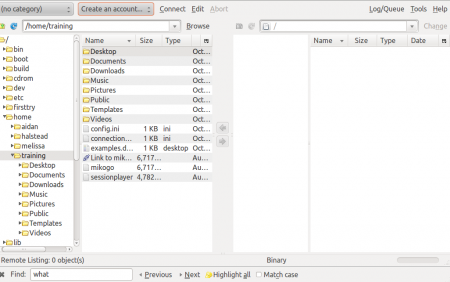 (no category) Create an account... Connect Edit Abort Log/Queue Tools Help
/home/training Browse / Change
/ Name Size Type Oct... Name Size Type Date
bin Desktop Oct...
boot Documents Oct...
build Downloads Oct...
cdrom Music Oct...
dev Pictures Oct...
etc Public Oct...
firsttry Templates Oct...
home Videos Oct...
aidan config.ini 1 KB ini Oct...
halstead connection... 1 KB ini Oct...
melissa examples.d... 1 KB desktop Oct...
training Link to mik... 6,717... Au...
Desktop mikogo 6,717... Au...
Documents sessionplayer 4,782... Au...
Downloads
Music
Pictures
Public
Templates
Videos
lib
Remote Listing: 0 object(s) Binary
Find: what Previous Next Highlight all Match case